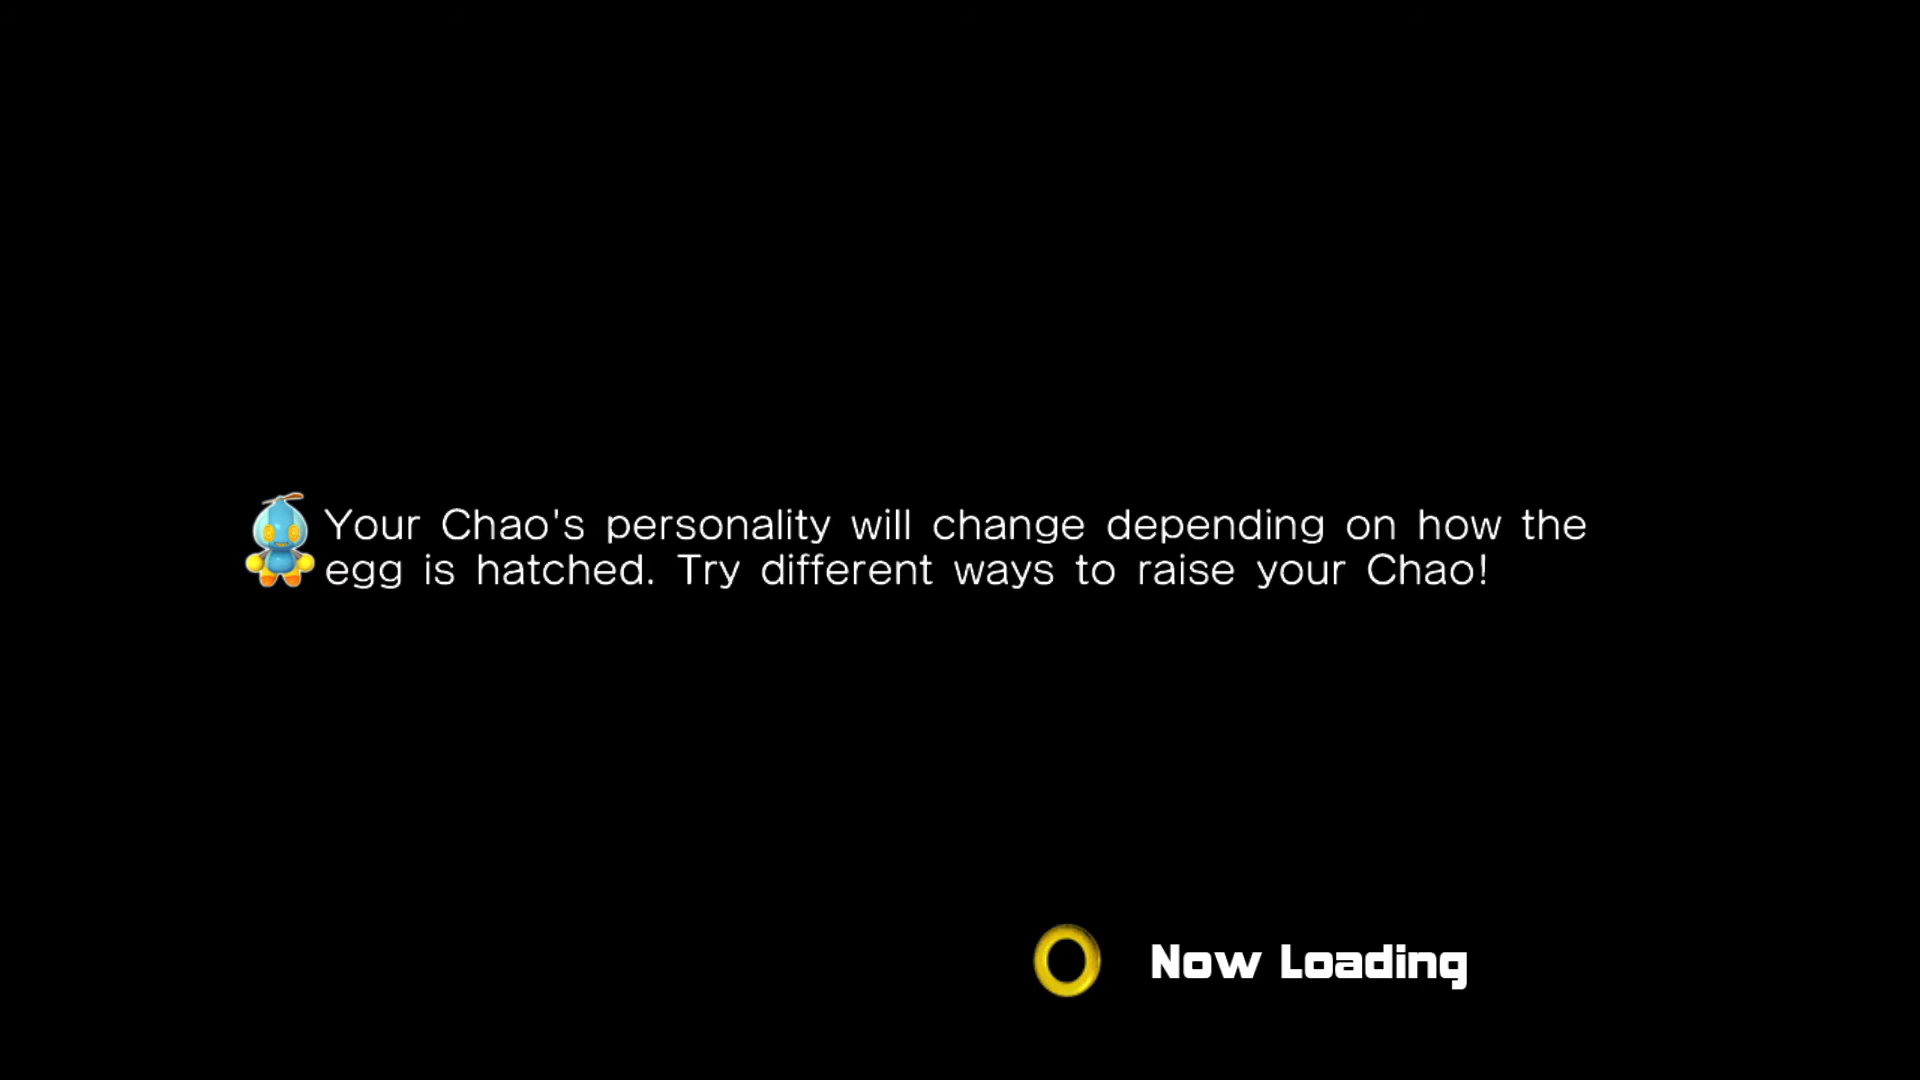 Your Chao's personality will change depending on how the
egg is hatched. Try different ways to raise your Chao!
Now Loading